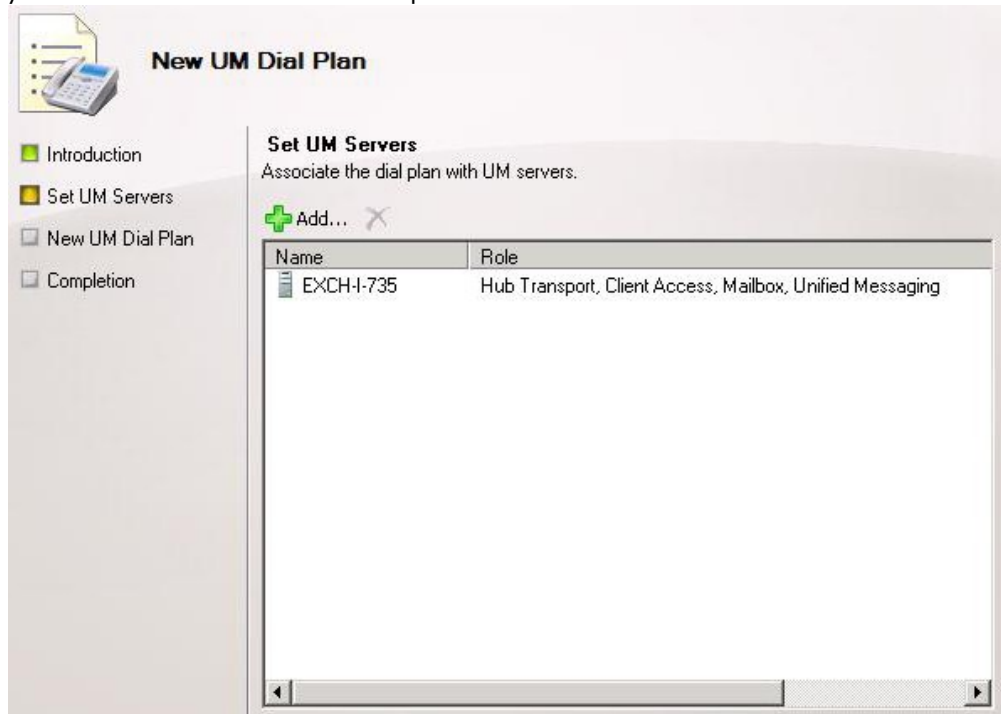 New UM Dial Plan
Introduction
Set UM Servers
New UM Dial Plan
Completion
Set UM Servers
Associate the dial plan with UM servers.
Add...
Name Role
EXCH-I-735 Hub Transport, Client Access, Mailbox, Unified Messaging